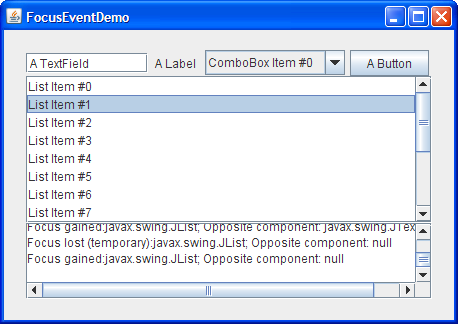 FocusEventDemo
A TextField A Label ComboBox Item #0 A Button
List Item #0
List Item #1
List Item #2
List Item #3
List Item #4
List Item #5
List Item #6
List Item #7
Focus gained:javax.swing.JList; Opposite component: javax.swing.JTex
Focus lost (temporary):javax.swing.JList; Opposite component: null
Focus gained:javax.swing.JList; Opposite component: null